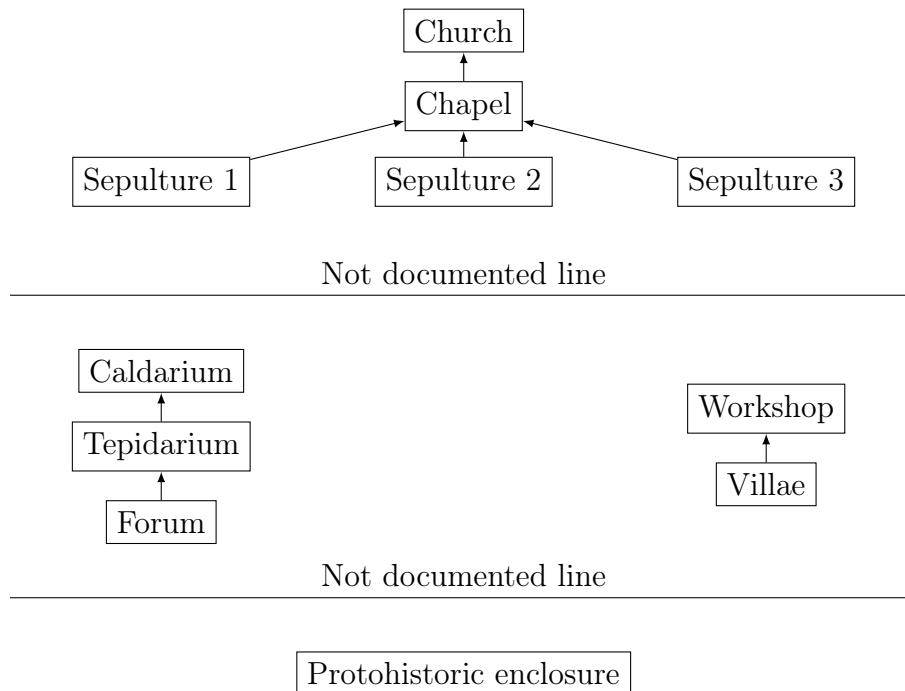 Church
Chapel
Sepulture 1
Sepulture 2
Sepulture 3
Not documented line
Caldarium
Workshop
Tepidarium
Villae
Forum
Not documented line
Protohistoric enclosure